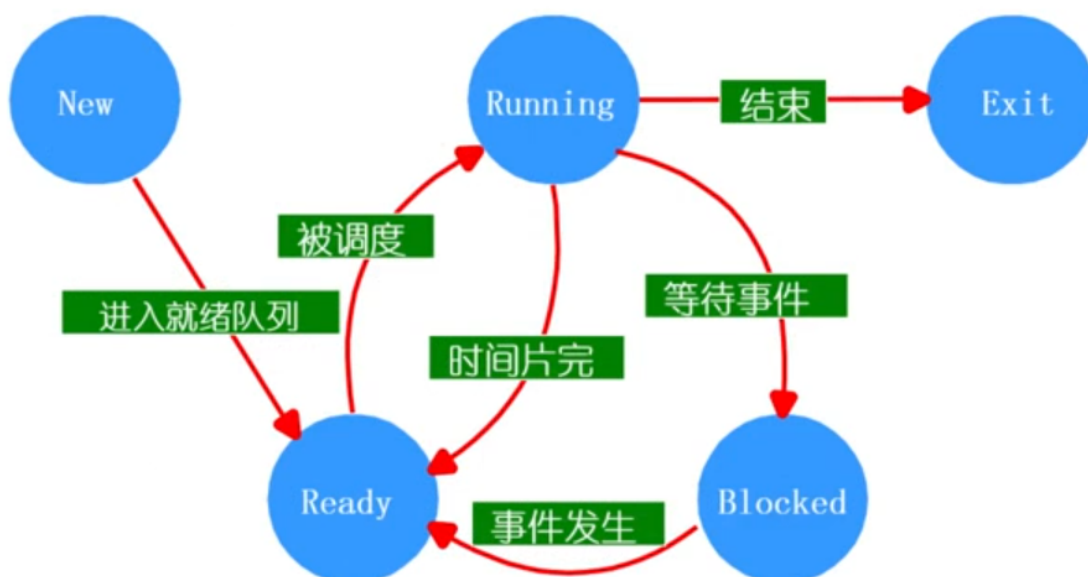 New
Running
结束
Exit
被调度
进入就绪队列
等待事件
时间片完
Ready
事件发生
Blocked